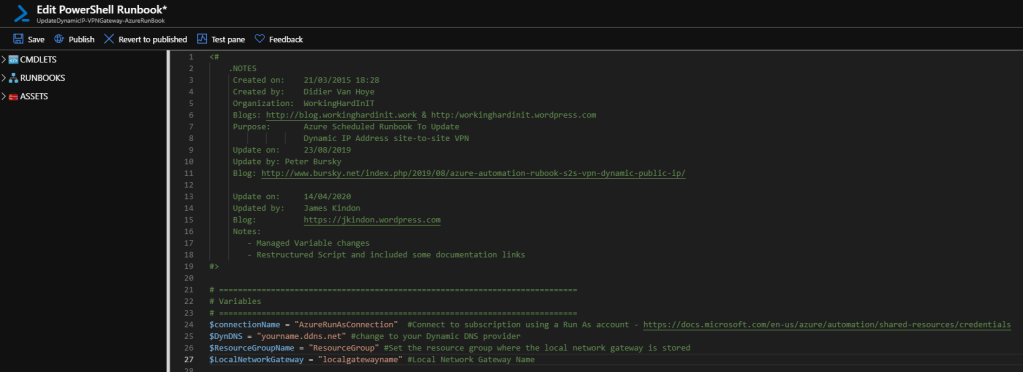 Edit PowerShell Runbook*
UpdateDynamicIP-VPNGateway-AzureRunBook
Save Publish Revert to published Test pane Feedback
CMDLETS
RUNBOOKS
ASSETS
1 <#
2 .NOTES
3 Created on: 21/03/2015 18:28
4 Created by: Didier Van Hoye
5 Organization: WorkingHardInIT
6 Blogs: http://blog.workinghardinit.work & http:/workinghardinit.wordpress.com
7 Purpose: Azure Scheduled Runbook To Update
8 Dynamic IP Address site-to-site VPN
9 Update on: 23/08/2019
10 Update by: Peter Bursky
11 Blog: http://www.bursky.net/index.php/2019/08/azure-automation-rubook-s2s-vpn-dynamic-public-ip/
12
13 Update on: 14/04/2020
14 Updated by: James Kindon
15 Blog: https://jkindon.wordpress.com
16 Notes:
17 - Managed Variable changes
18 - Restructured Script and included some documentation links
19 #>
20
21 # ============================================================================
22 # Variables
23 # ============================================================================
24 $connectionName = "AzureRunAsConnection" #Connect to subscription using a Run As account - https://docs.microsoft.com/en-us/azure/automation/shared-resources/credentials
25 $DynDNS = "yourname.ddns.net" #change to your Dynamic DNS provider
26 $ResourceGroupName = "ResourceGroup" #Set the resource group where the local network gateway is stored
27 $LocalNetworkGateway = "localgatewayname" #Local Network Gateway Name
28